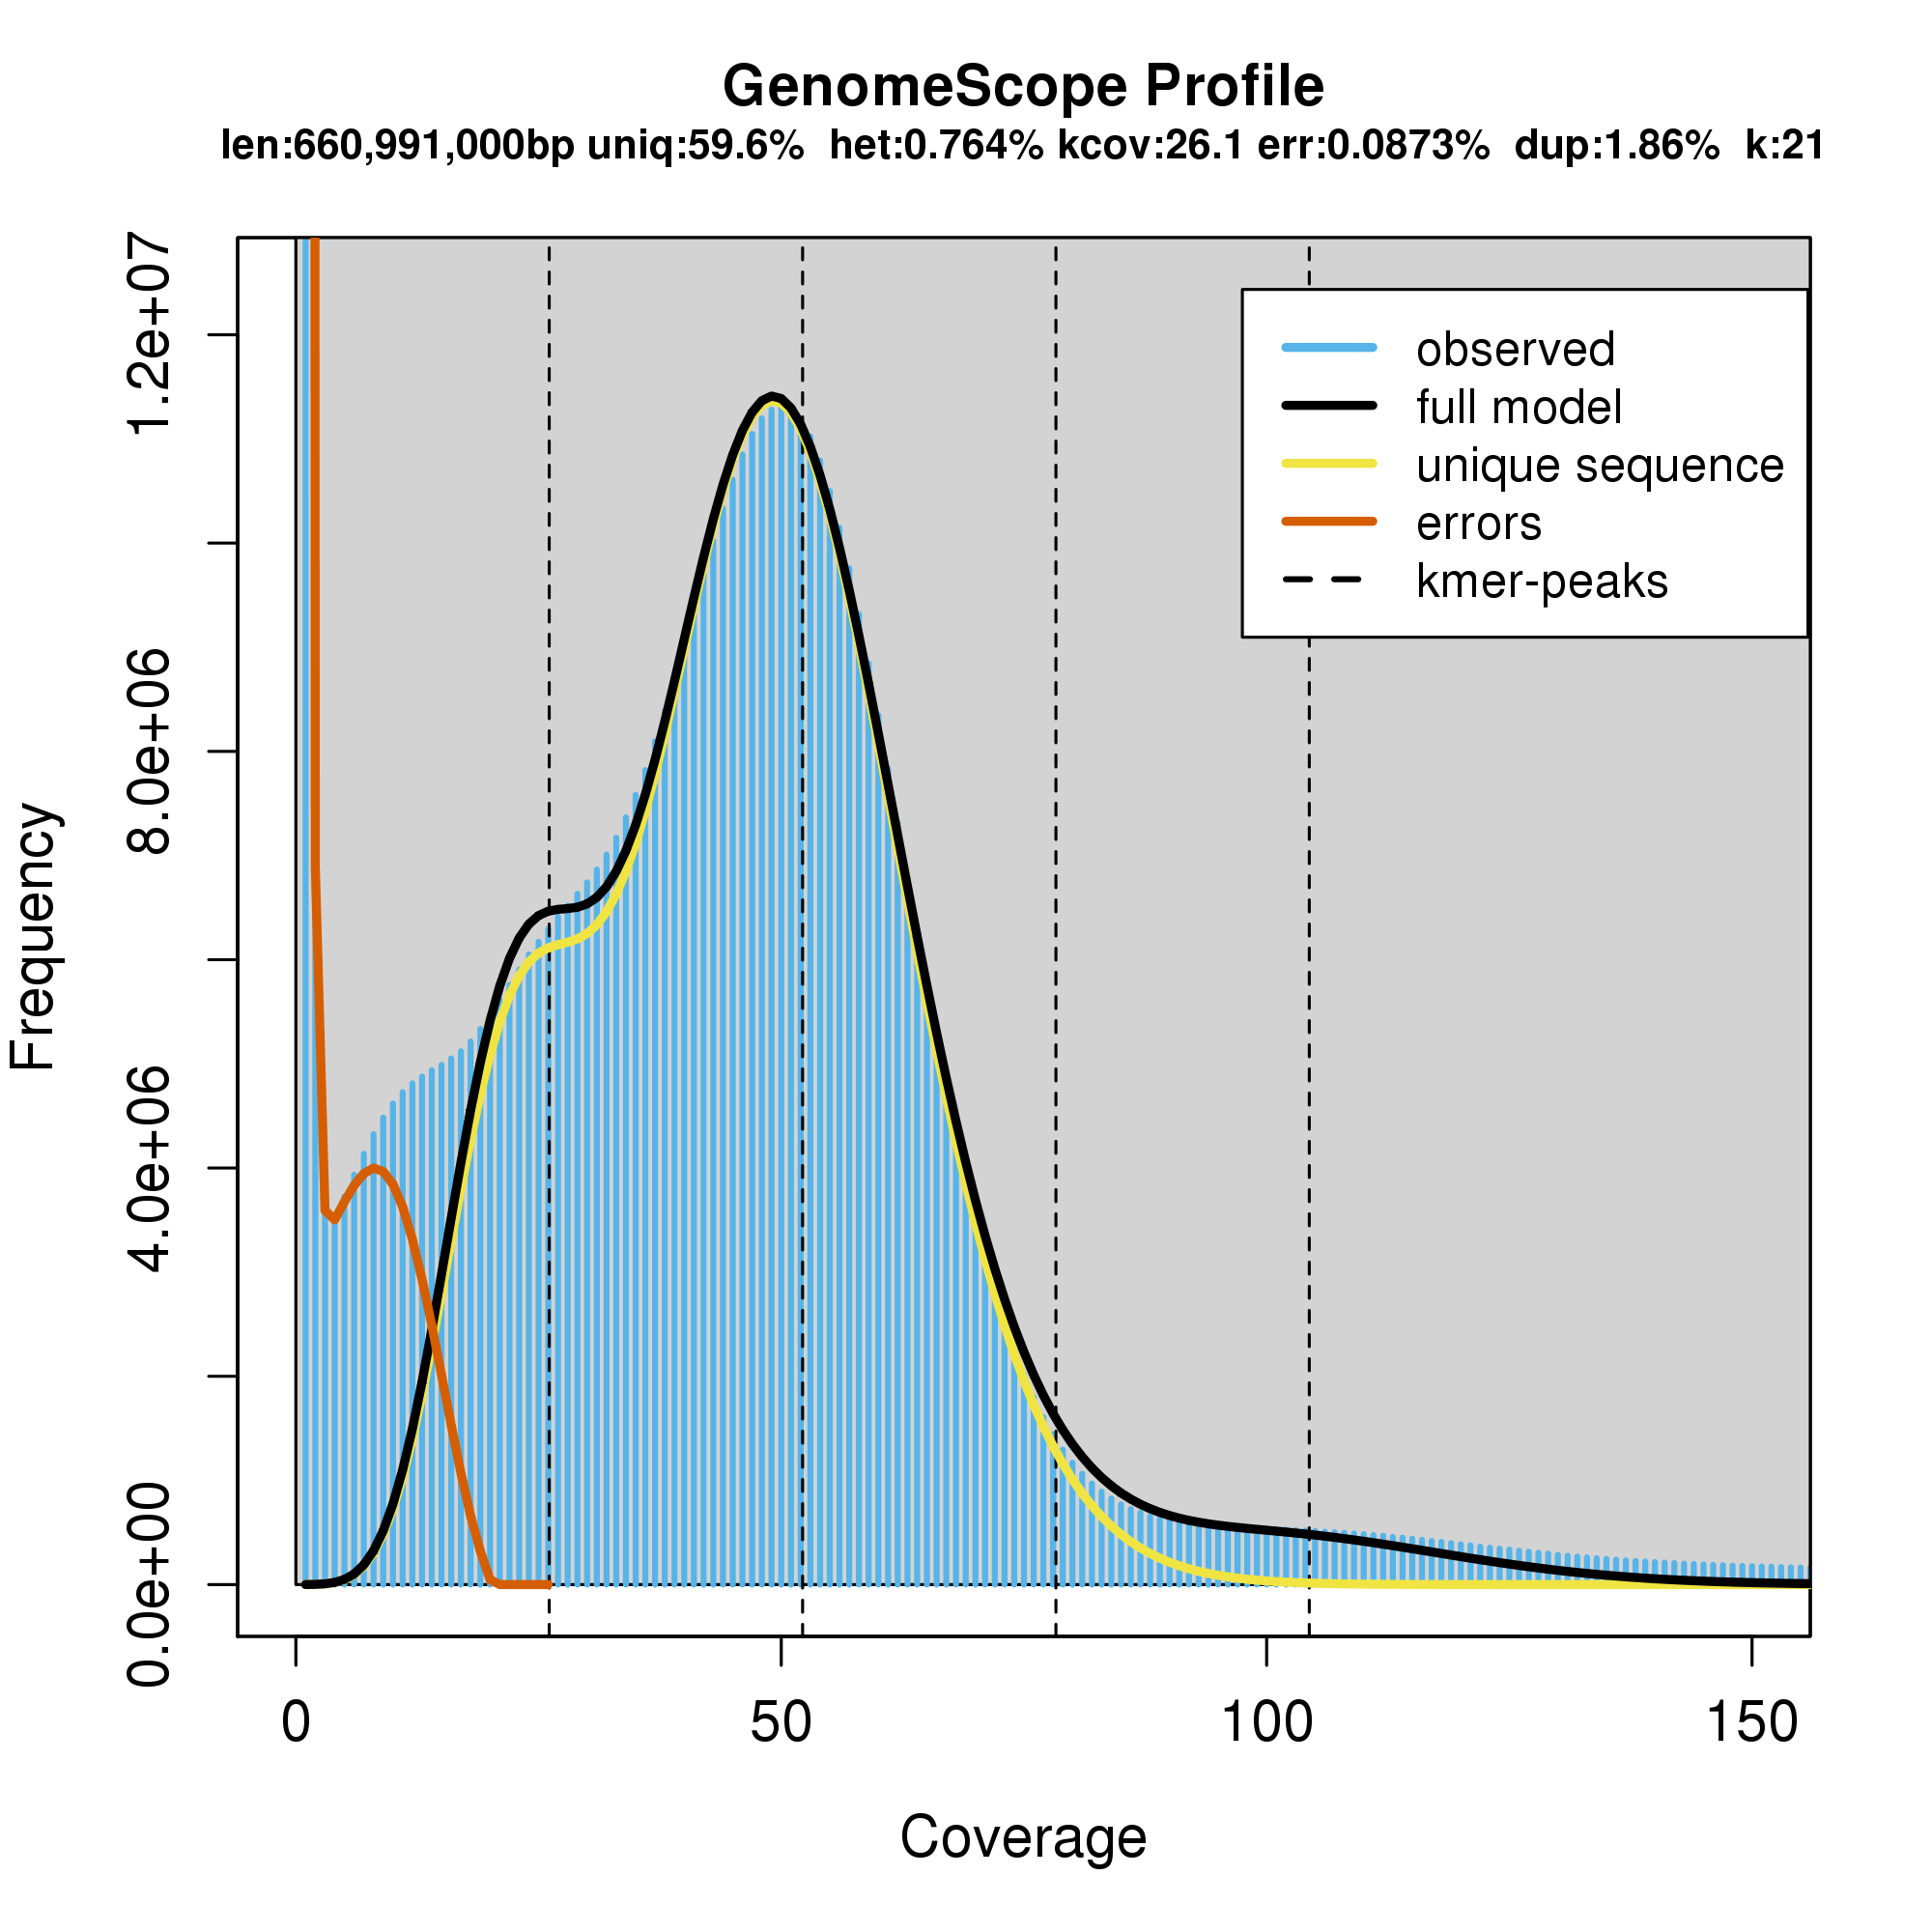 GenomeScope Profile
len:660,991,000bp uniq:59.6% het:0.764% kcov:26.1 err:0.0873% dup:1.86% k:21
observed
full model
unique sequence
errors
kmer-peaks
Frequency
1.2e+07
8.0e+06
4.0e+06
0.0e+00
0 50 100 150
Coverage